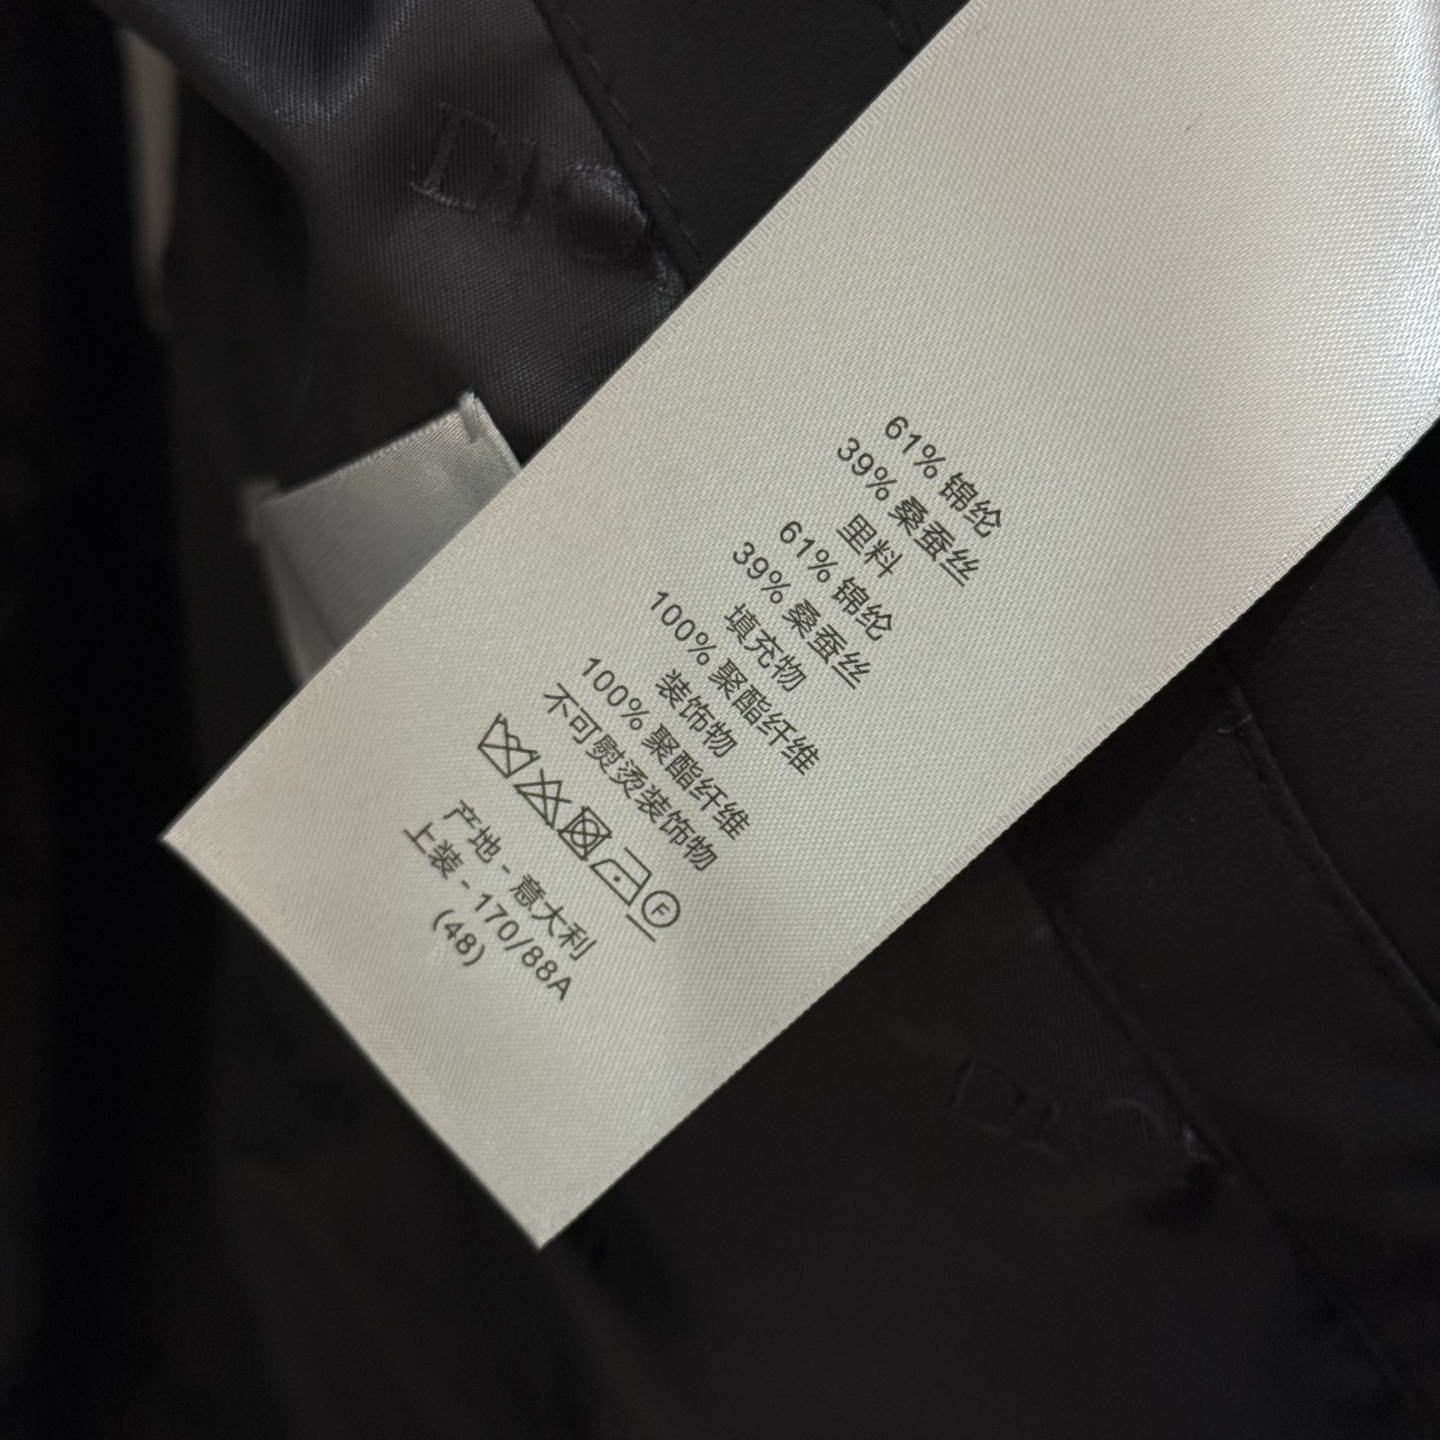 DIO
61% 锦纶
39% 桑蚕丝
里料
61% 锦纶
39% 桑蚕丝
填充物
100% 聚酯纤维
装饰物
100% 聚酯纤维
不可熨烫装饰物
F
产地 - 意大利
上装 - 170/88A
(48)
DIO